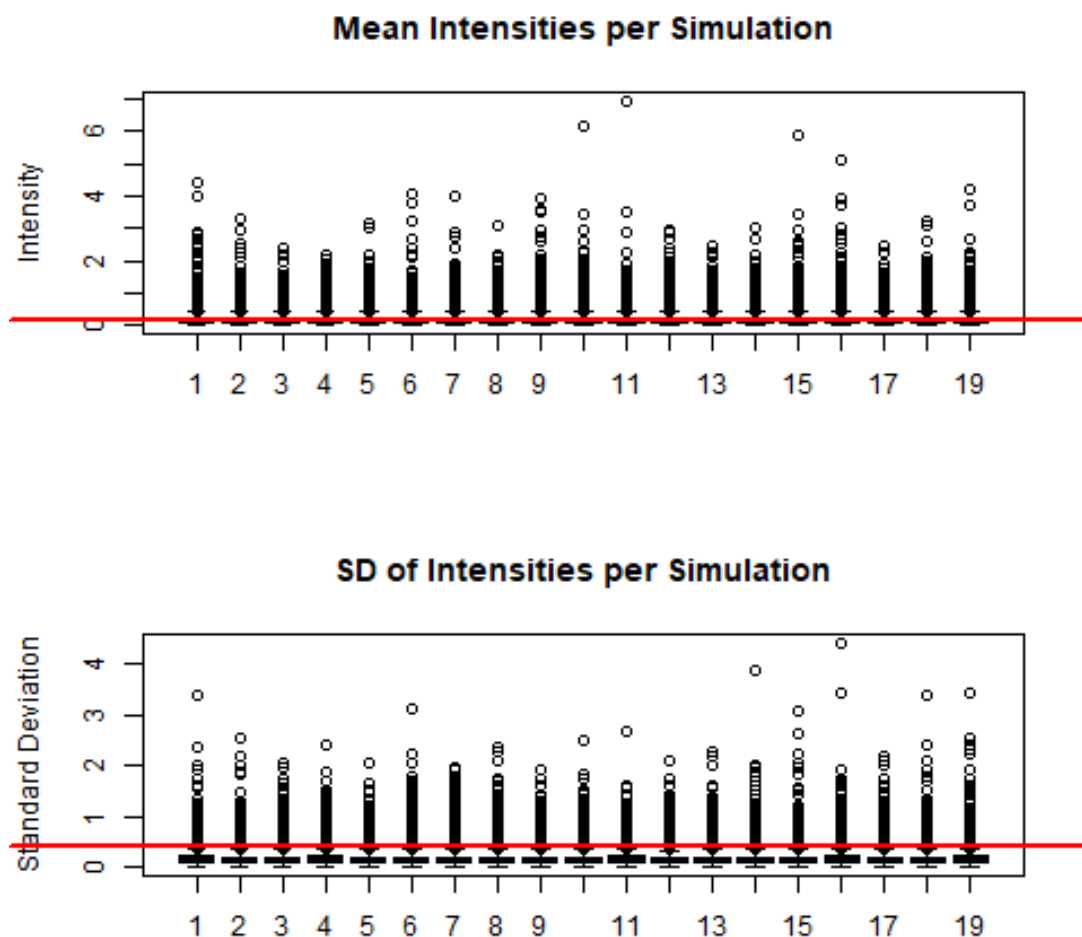 Mean Intensities per Simulation
Intensity
6
4
2
0
1 2 3 4 5 6 7 8 9 11 13 15 17 19
SD of Intensities per Simulation
Standard Deviation
4
3
2
1
0
1 2 3 4 5 6 7 8 9 11 13 15 17 19